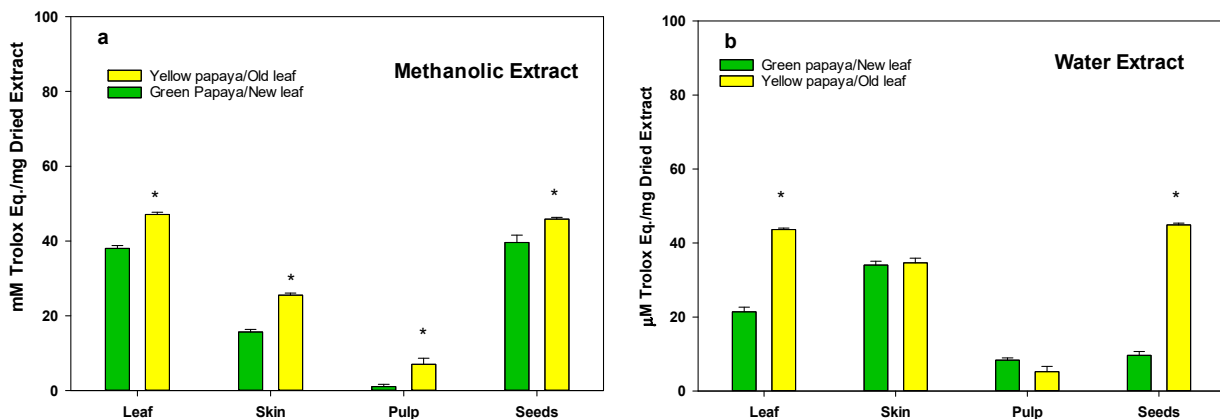 mM Trolox Eq./mg Dried Extract
100
80
60
40
20
0
a
Methanolic Extract
Yellow papaya/Old leaf
Green Papaya/New leaf
*
*
*
*
Leaf
Skin
Pulp
Seeds
µM Trolox Eq./mg Dried Extract
100
80
60
40
20
0
b
Water Extract
Green papaya/New leaf
Yellow papaya/Old leaf
*
*
Leaf
Skin
Pulp
Seeds